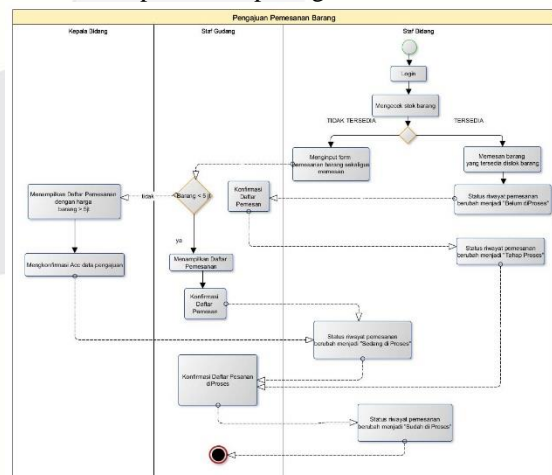 Pengajuan Pemesanan Barang
Kepala Bidang
Staf Gudang
Staf Bidang
Login
Mengecek stok barang
TIDAK TERSEDIA
TERSEDIA
Menginput form
pemesanan barang sekaligus
memesan
Memesan barang
yang tersedia distok barang
Menampilkan Daftar Pemesanan
dengan harga
barang > 5jt
tidak
Barang < 5 jt
Konfirmasi
Daftar
Pemesan
Status riwayat pemesanan
berubah menjadi "Belum diProses"
ya
Mengkonfirmasi Acc data pengajuan
Menampilkan Daftar
Pemesanan
Status riwayat pemesanan
berubah menjadi "Tahap Proses"
Konfirmasi
Daftar
Pemesan
Status riwayat pemesanan
berubah menjadi "Sedang di Proses"
Konfirmasi Daftar Pesanan
diProses
Status riwayat pemesanan
berubah menjadi "Sudah di Proses"